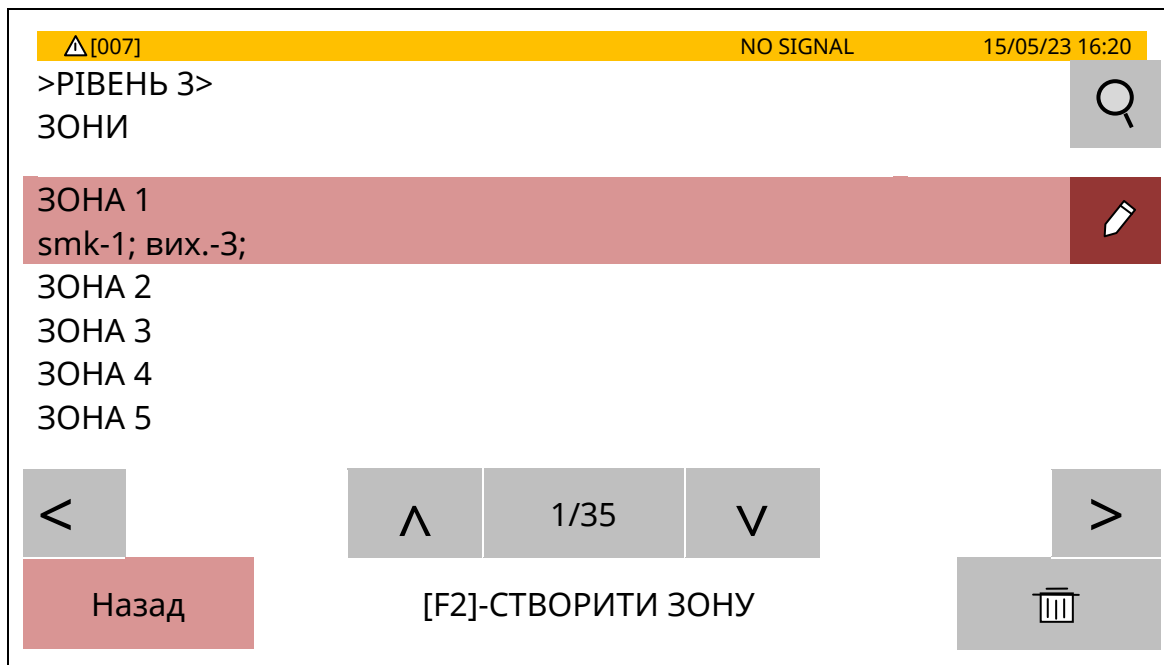 [007] NO SIGNAL 15/05/23 16:20
>РІВЕНЬ 3>
ЗОНИ
ЗОНА 1
smk-1; вих.-3;
ЗОНА 2
ЗОНА 3
ЗОНА 4
ЗОНА 5
< ᐱ 1/35 ᐯ >
Назад [F2]-СТВОРИТИ ЗОНУ